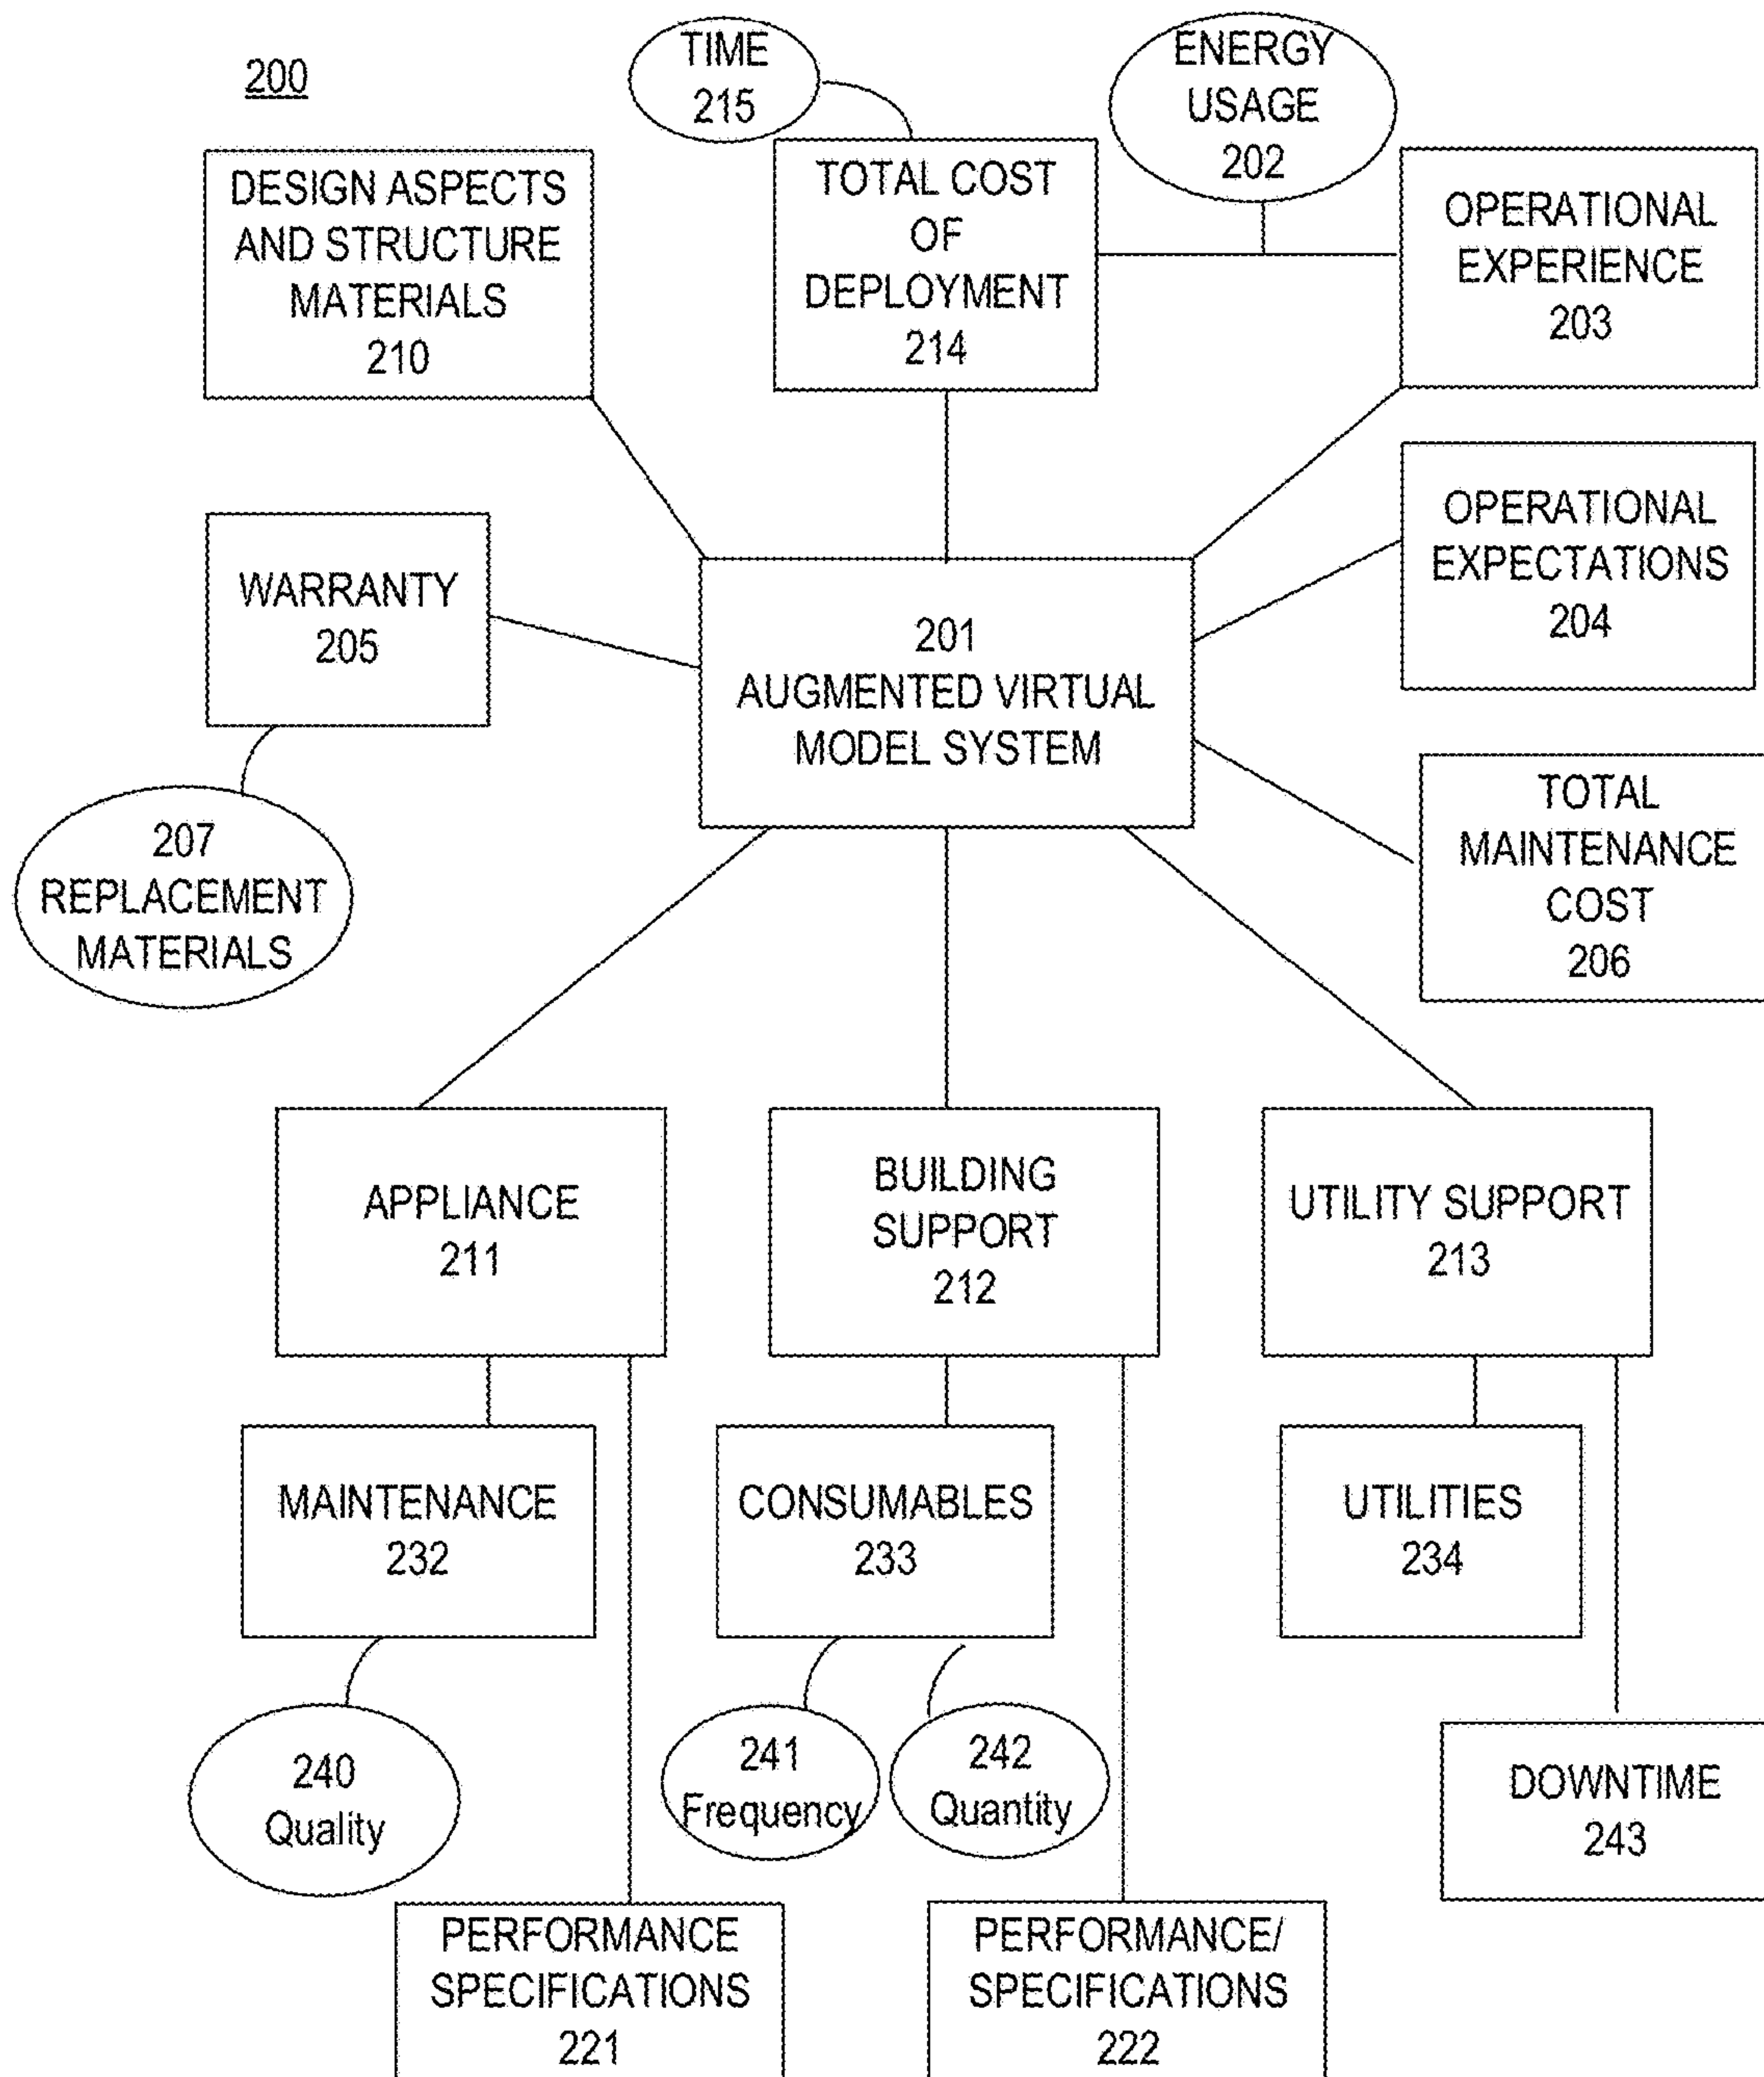 200
TIME
215
ENERGY
USAGE
202
DESIGN ASPECTS
AND STRUCTURE
MATERIALS
210
TOTAL COST
OF
DEPLOYMENT
214
OPERATIONAL
EXPERIENCE
203
OPERATIONAL
EXPECTATIONS
204
WARRANTY
205
201
AUGMENTED VIRTUAL
MODEL SYSTEM
TOTAL
MAINTENANCE
COST
206
207
REPLACEMENT
MATERIALS
APPLIANCE
211
BUILDING
SUPPORT
212
UTILITY SUPPORT
213
MAINTENANCE
232
CONSUMABLES
233
UTILITIES
234
240
Quality
241
Frequency
242
Quantity
DOWNTIME
243
PERFORMANCE
SPECIFICATIONS
221
PERFORMANCE/
SPECIFICATIONS
222